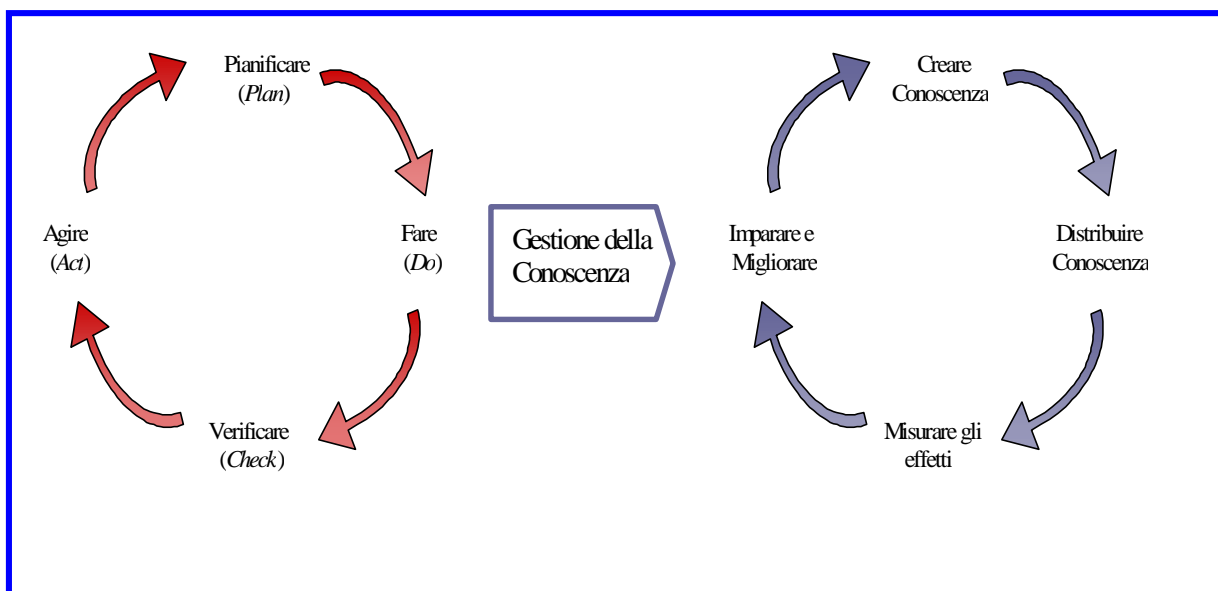 Pianificare
(Plan)
Fare
(Do)
Verificare
(Check)
Agire
(Act)
Gestione della
Conoscenza
Creare
Conoscenza
Distribuire
Conoscenza
Misurare gli
effetti
Imparare e
Migliorare